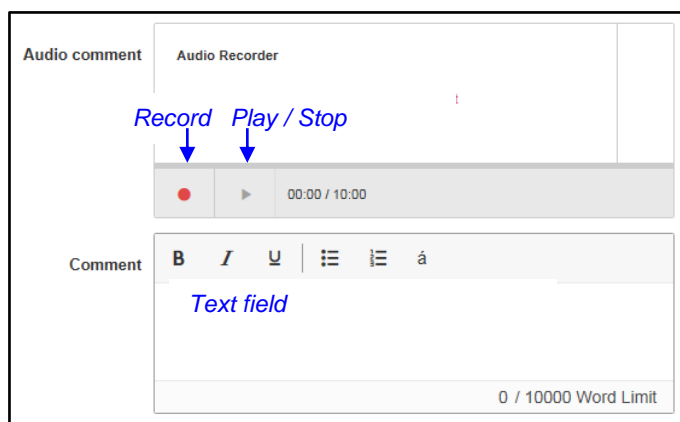 Audio comment
Audio Recorder
t
Record Play / Stop
00:00 / 10:00
Comment
B I U á
Text field
0 / 10000 Word Limit